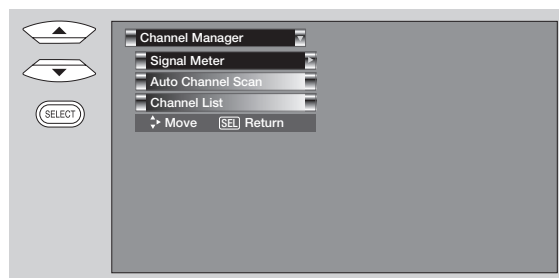 Channel Manager
Signal Meter
Auto Channel Scan
Channel List
Move SEL Return
SELECT